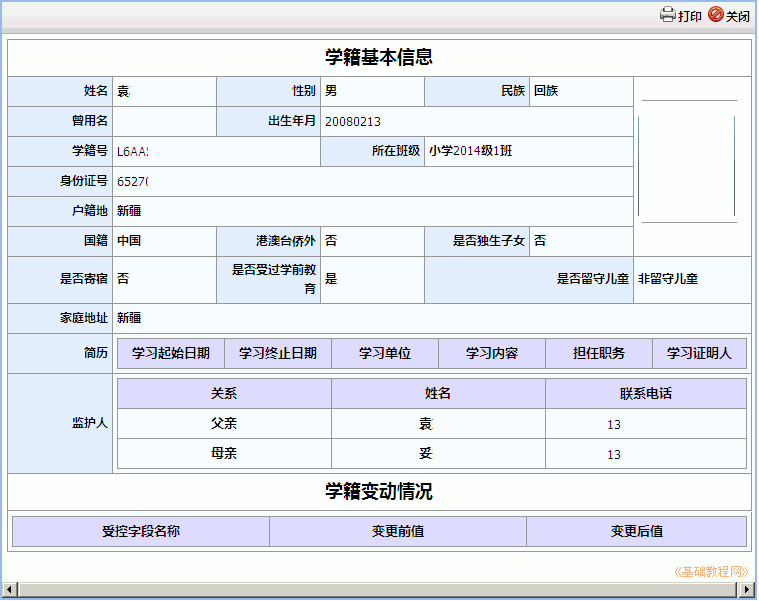 打印 关闭
学籍基本信息
姓名 袁 性别 男 民族 回族
曾用名 出生年月 20080213
学籍号 L6AA 所在班级 小学2014级1班
身份证号 6527
户籍地 新疆
国籍 中国 港澳台侨外 否 是否独生子女 否
是否寄宿 否 是否受过学前教育 是 是否留守儿童 非留守儿童
家庭地址 新疆
简历 学习起始日期 学习终止日期 学习单位 学习内容 担任职务 学习证明人
监护人
关系 姓名 联系电话
父亲 袁 13
母亲 妥 13
学籍变动情况
受控字段名称 变更前值 变更后值
《基础教程网》